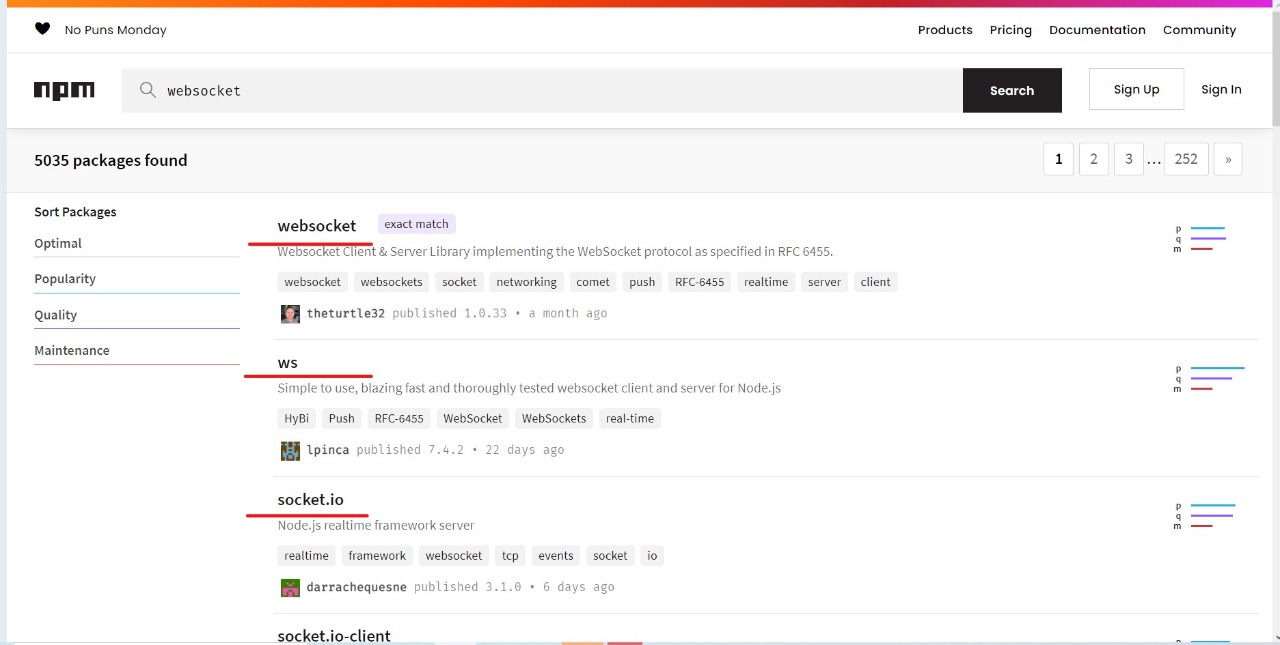 No Puns Monday
Products Pricing Documentation Community
npm websocket Search Sign Up Sign In
5035 packages found
1 2 3 ... 252 »
Sort Packages
Optimal
Popularity
Quality
Maintenance
websocket exact match
Websocket Client & Server Library implementing the WebSocket protocol as specified in RFC 6455.
websocket websockets socket networking comet push RFC-6455 realtime server client
theturtle32 published 1.0.33 • a month ago
p
q
m
ws
Simple to use, blazing fast and thoroughly tested websocket client and server for Node.js
HyBi Push RFC-6455 WebSocket WebSockets real-time
lpinca published 7.4.2 • 22 days ago
p
q
m
socket.io
Node.js realtime framework server
realtime framework websocket tcp events socket io
darrachequesne published 3.1.0 • 6 days ago
p
q
m
socket.io-client